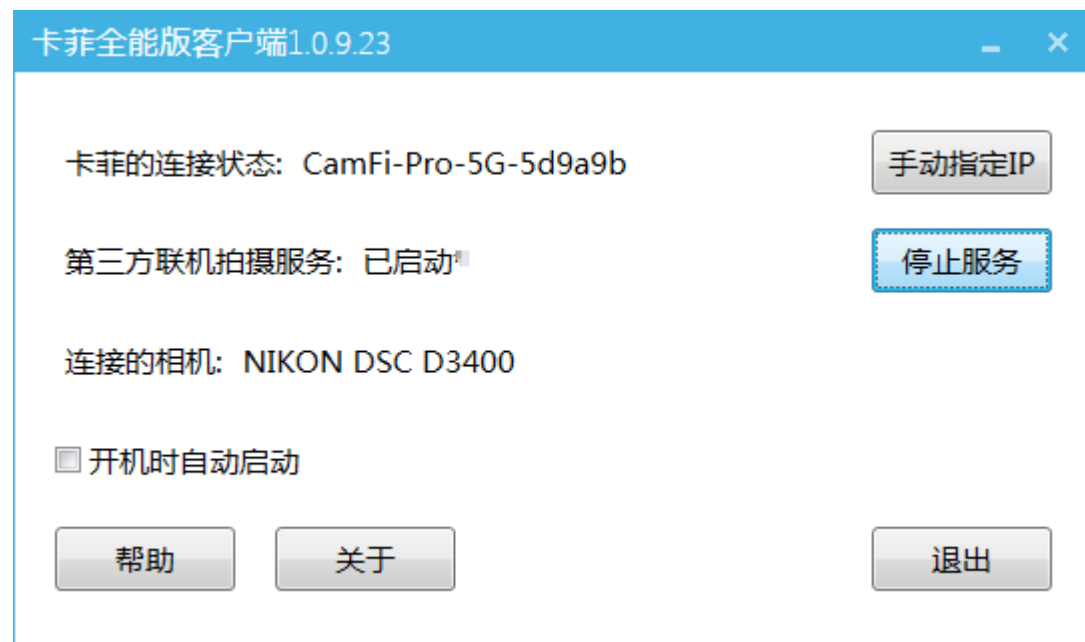 卡菲全能版客户端1.0.9.23
卡菲的连接状态: CamFi-Pro-5G-5d9a9b
手动指定IP
第三方联机拍摄服务: 已启动
停止服务
连接的相机: NIKON DSC D3400
开机时自动启动
帮助
关于
退出